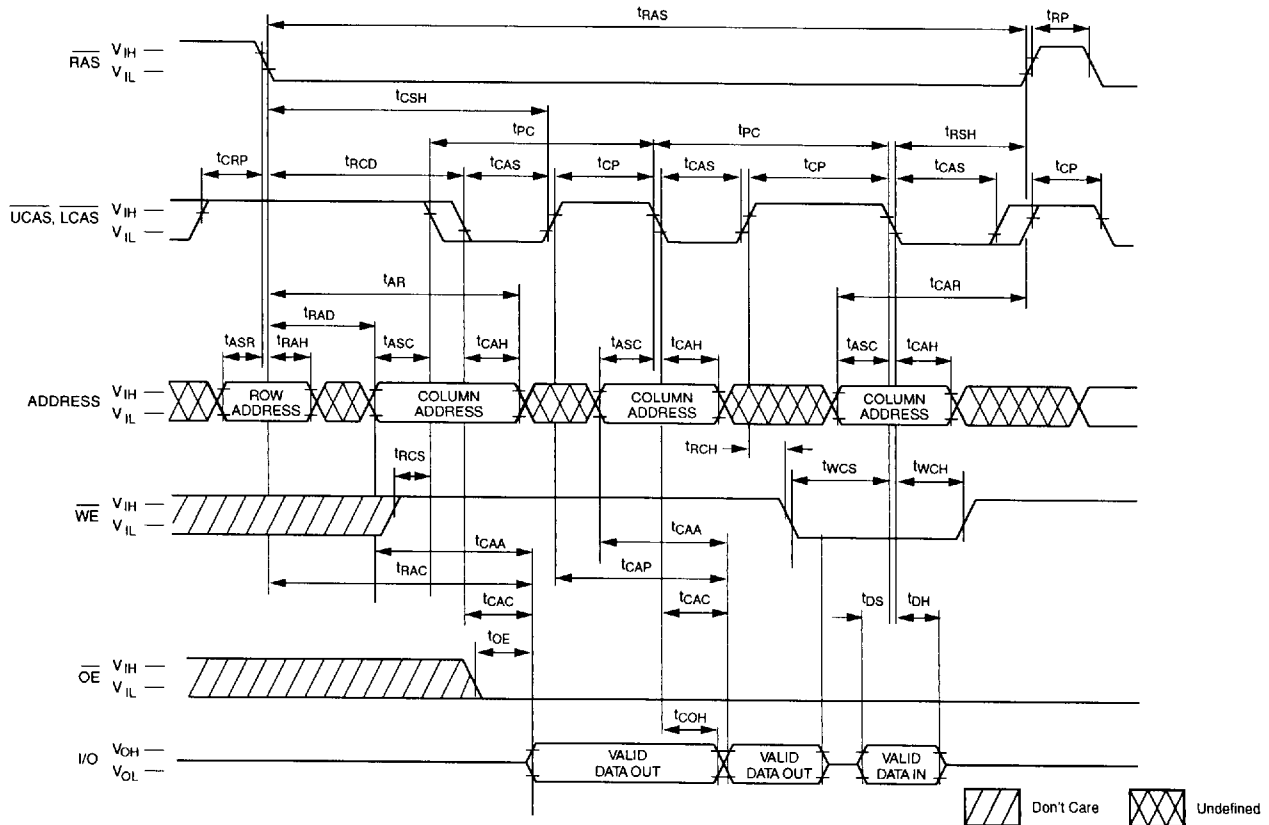 tRAS
tRP
RAS
VIH
VIL
tCSH
tPC
tPC
tRSH
tCRP
tRCD
tCAS
tCP
tCAS
tCP
tCAS
tCP
UCAS, LCAS
VIH
VIL
tAR
tCAR
tRAD
tASR
tRAH
tASC
tCAH
tASC
tCAH
tASC
tCAH
ADDRESS
VIH
VIL
ROW
ADDRESS
COLUMN
ADDRESS
COLUMN
ADDRESS
COLUMN
ADDRESS
tRCH
tRCS
tWCS
tWCH
WE
VIH
VIL
tCAA
tCAA
tRAC
tCAP
tCAC
tCAC
tDS
tDH
tOE
OE
VIH
VIL
tCOH
I/O
VOH
VOL
VALID
DATA OUT
VALID
DATA OUT
VALID
DATA IN
Don't Care
Undefined